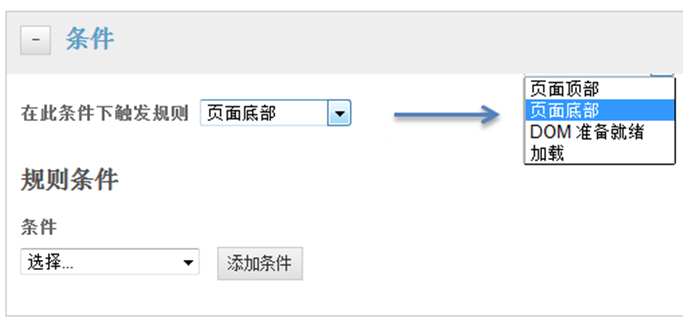 - 条件
在此条件下触发规则 页面底部
页面顶部
页面底部
DOM 准备就绪
加载
规则条件
条件
选择... 添加条件